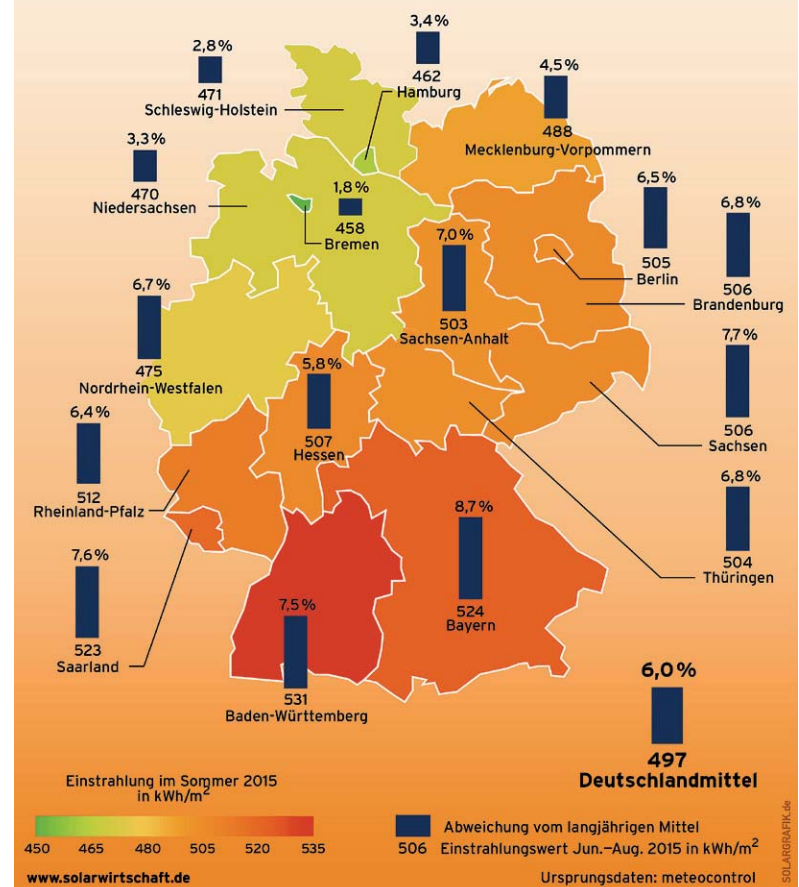 2,8%
471
Schleswig-Holstein
3,4%
462
Hamburg
4,5%
488
Mecklenburg-Vorpommern
3,3%
470
Niedersachsen
1,8%
458
Bremen
6,5%
505
Berlin
6,8%
506
Brandenburg
7,0%
503
Sachsen-Anhalt
6,7%
475
Nordrhein-Westfalen
5,8%
507
Hessen
7,7%
506
Sachsen
6,4%
512
Rheinland-Pfalz
6,8%
504
Thüringen
8,7%
524
Bayern
7,6%
523
Saarland
7,5%
531
Baden-Württemberg
6,0%
497
Deutschlandmittel
Einstrahlung im Sommer 2015
in kWh/m²
450 465 480 505 520 535
Abweichung vom langjährigen Mittel
506 Einstrahlungswert Jun.–Aug. 2015 in kWh/m²
www.solarwirtschaft.de
Ursprungsdaten: meteocontrol
SOLARGRAFIK.de